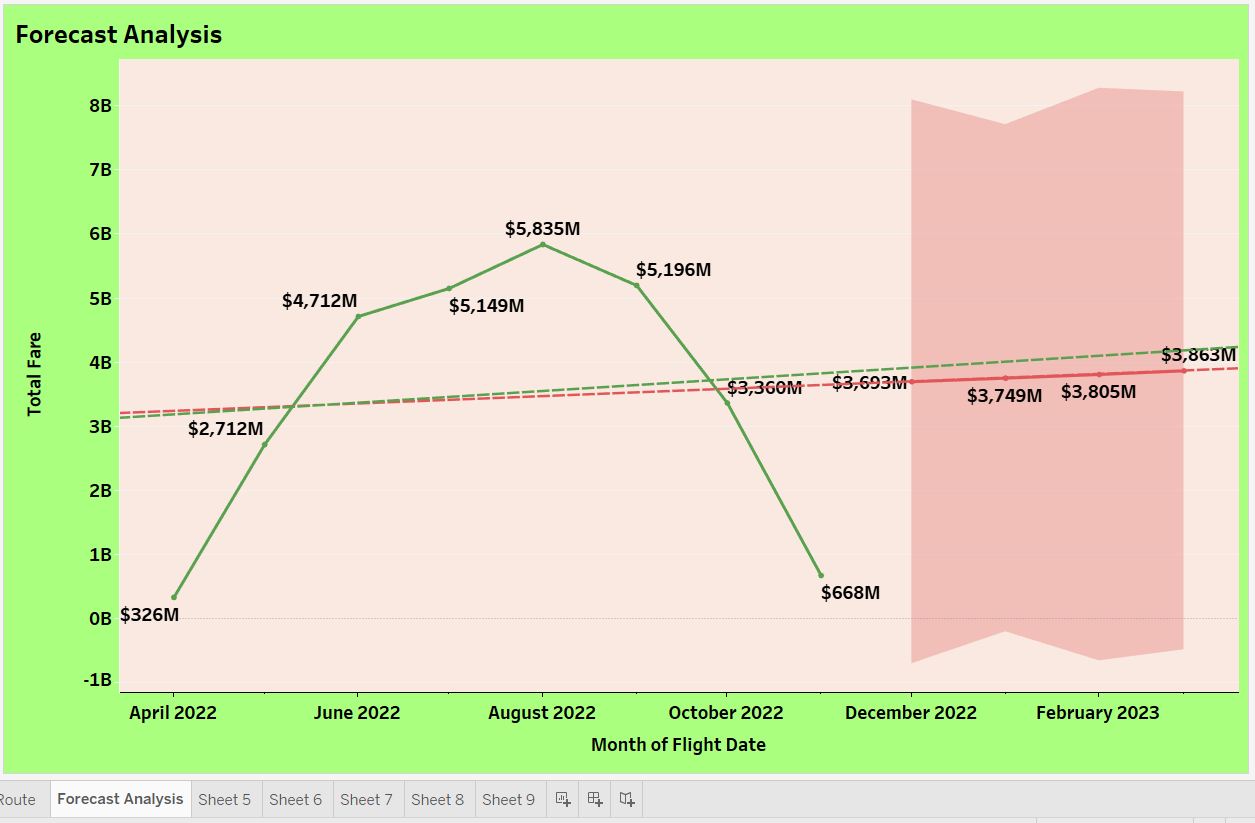 Forecast Analysis
8B
7B
6B
5B
4B
3B
2B
1B
0B
-1B
Total Fare
$326M
$2,712M
$4,712M
$5,149M
$5,835M
$5,196M
$3,360M
$668M
$3,693M
$3,749M
$3,805M
$3,863M
April 2022 June 2022 August 2022 October 2022 December 2022 February 2023
Month of Flight Date
Route Forecast Analysis Sheet 5 Sheet 6 Sheet 7 Sheet 8 Sheet 9